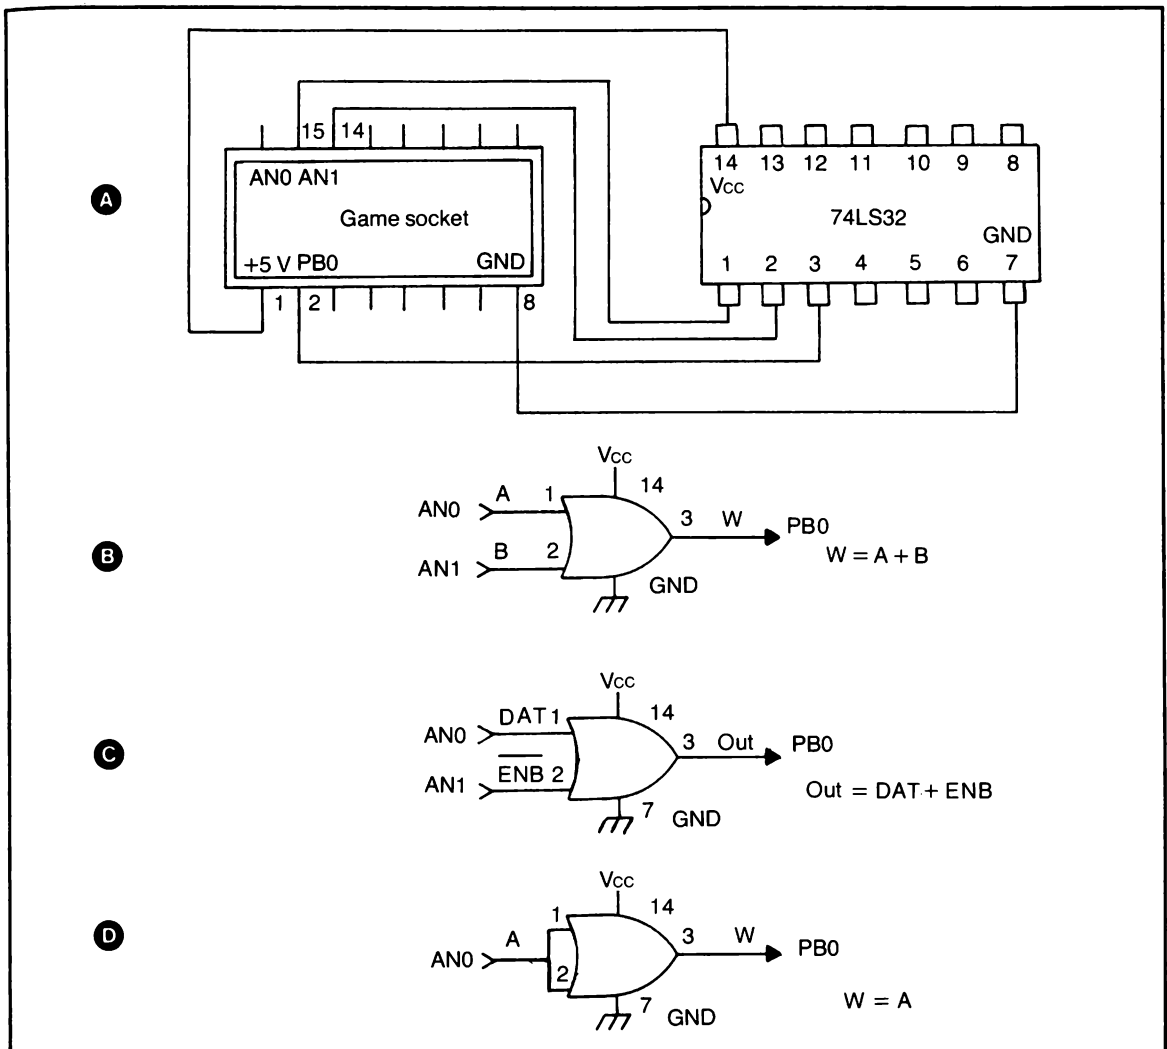 15 14
AN0 AN1
Game socket
+5 V PB0 GND
1 2 8
14 13 12 11 10 9 8
Vcc
74LS32
GND
1 2 3 4 5 6 7
A
Vcc
14
AN0 A 1
3 W PB0
W = A + B
AN1 B 2
GND
B
Vcc
14
AN0 DAT 1
3 Out PB0
AN1 ENB 2
Out = DAT + ENB
7 GND
C
Vcc
14
1
AN0 A
3 W PB0
2
7 GND
W = A
D